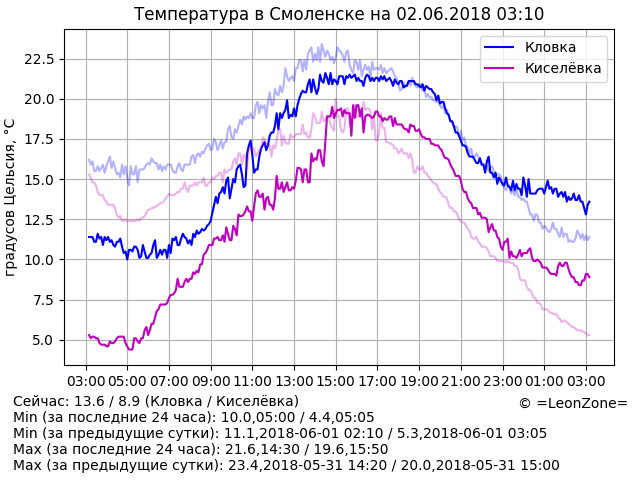 Температура в Смоленске на 02.06.2018 03:10
Кловка
Киселёвка
градусов Цельсия, °C
22.5
20.0
17.5
15.0
12.5
10.0
7.5
5.0
03:00 05:00 07:00 09:00 11:00 13:00 15:00 17:00 19:00 21:00 23:00 01:00 03:00
Сейчас: 13.6 / 8.9 (Кловка / Киселёвка)
© =LeonZone=
Min (за последние 24 часа): 10.0,05:00 / 4.4,05:05
Min (за предыдущие сутки): 11.1,2018-06-01 02:10 / 5.3,2018-06-01 03:05
Max (за последние 24 часа): 21.6,14:30 / 19.6,15:50
Max (за предыдущие сутки): 23.4,2018-05-31 14:20 / 20.0,2018-05-31 15:00